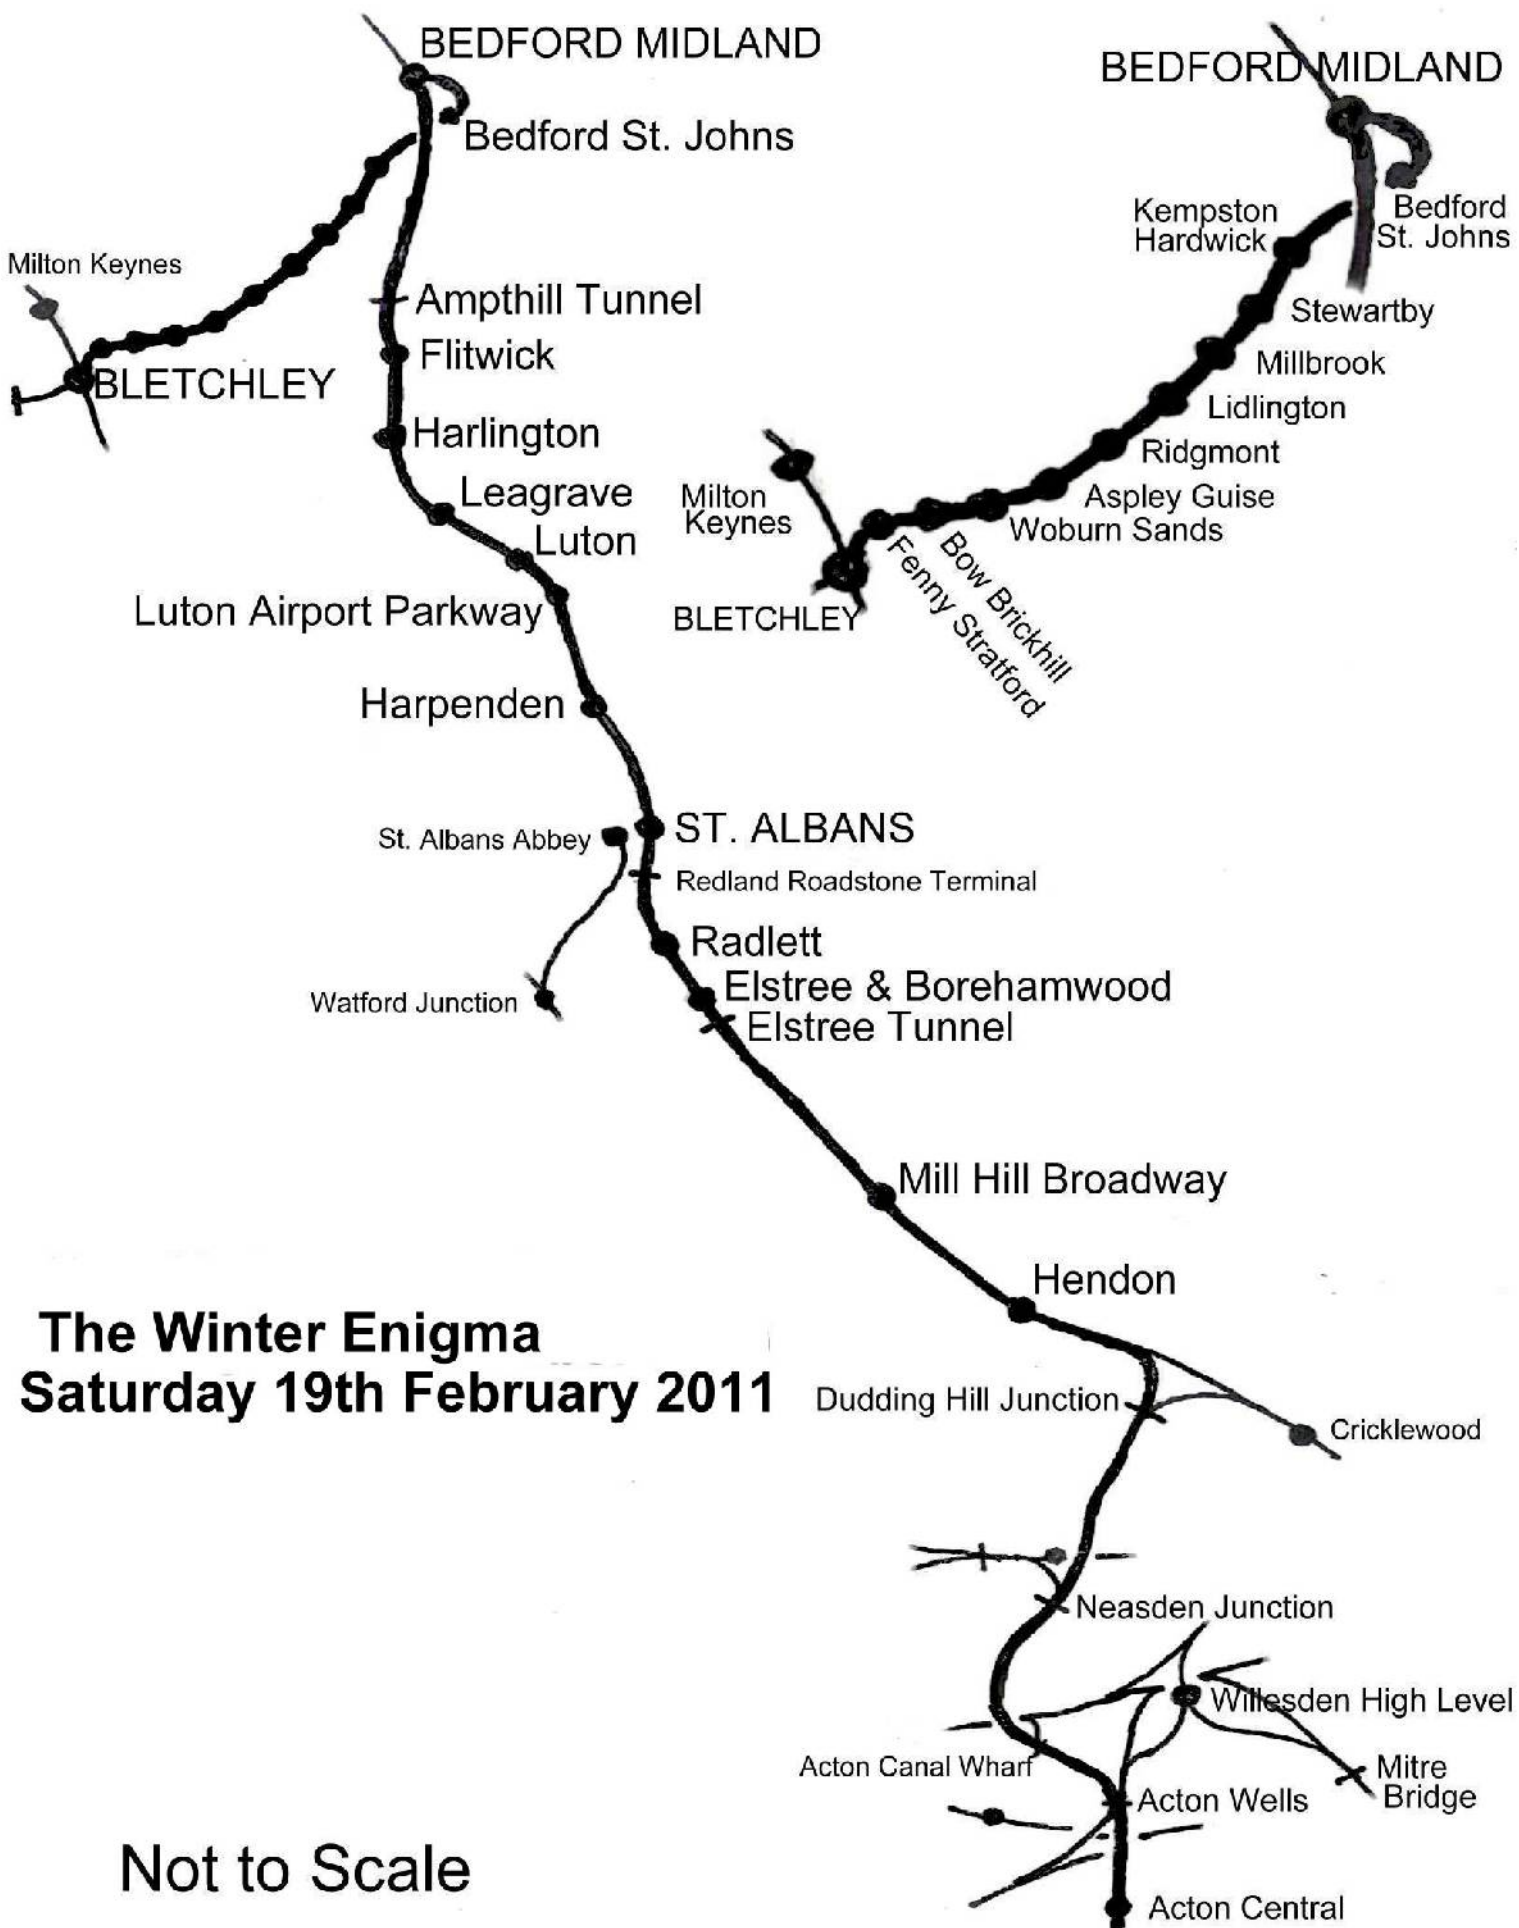 BEDFORD MIDLAND
Bedford St. Johns
Milton Keynes
BLETCHLEY
Ampthill Tunnel
Flitwick
Harlington
Leagrave
Luton
Luton Airport Parkway
Harpenden
BEDFORD MIDLAND
Bedford
St. Johns
Kempston
Hardwick
Stewartby
Millbrook
Lidlington
Ridgmont
Aspley Guise
Woburn Sands
Bow Brickhill
Fenny Stratford
Milton
Keynes
BLETCHLEY
St. Albans Abbey
ST. ALBANS
Redland Roadstone Terminal
Radlett
Watford Junction
Elstree & Borehamwood
Elstree Tunnel
Mill Hill Broadway
Hendon
The Winter Enigma
Saturday 19th February 2011
Dudding Hill Junction
Cricklewood
Neasden Junction
Willesden High Level
Acton Canal Wharf
Mitre
Bridge
Acton Wells
Not to Scale
Acton Central